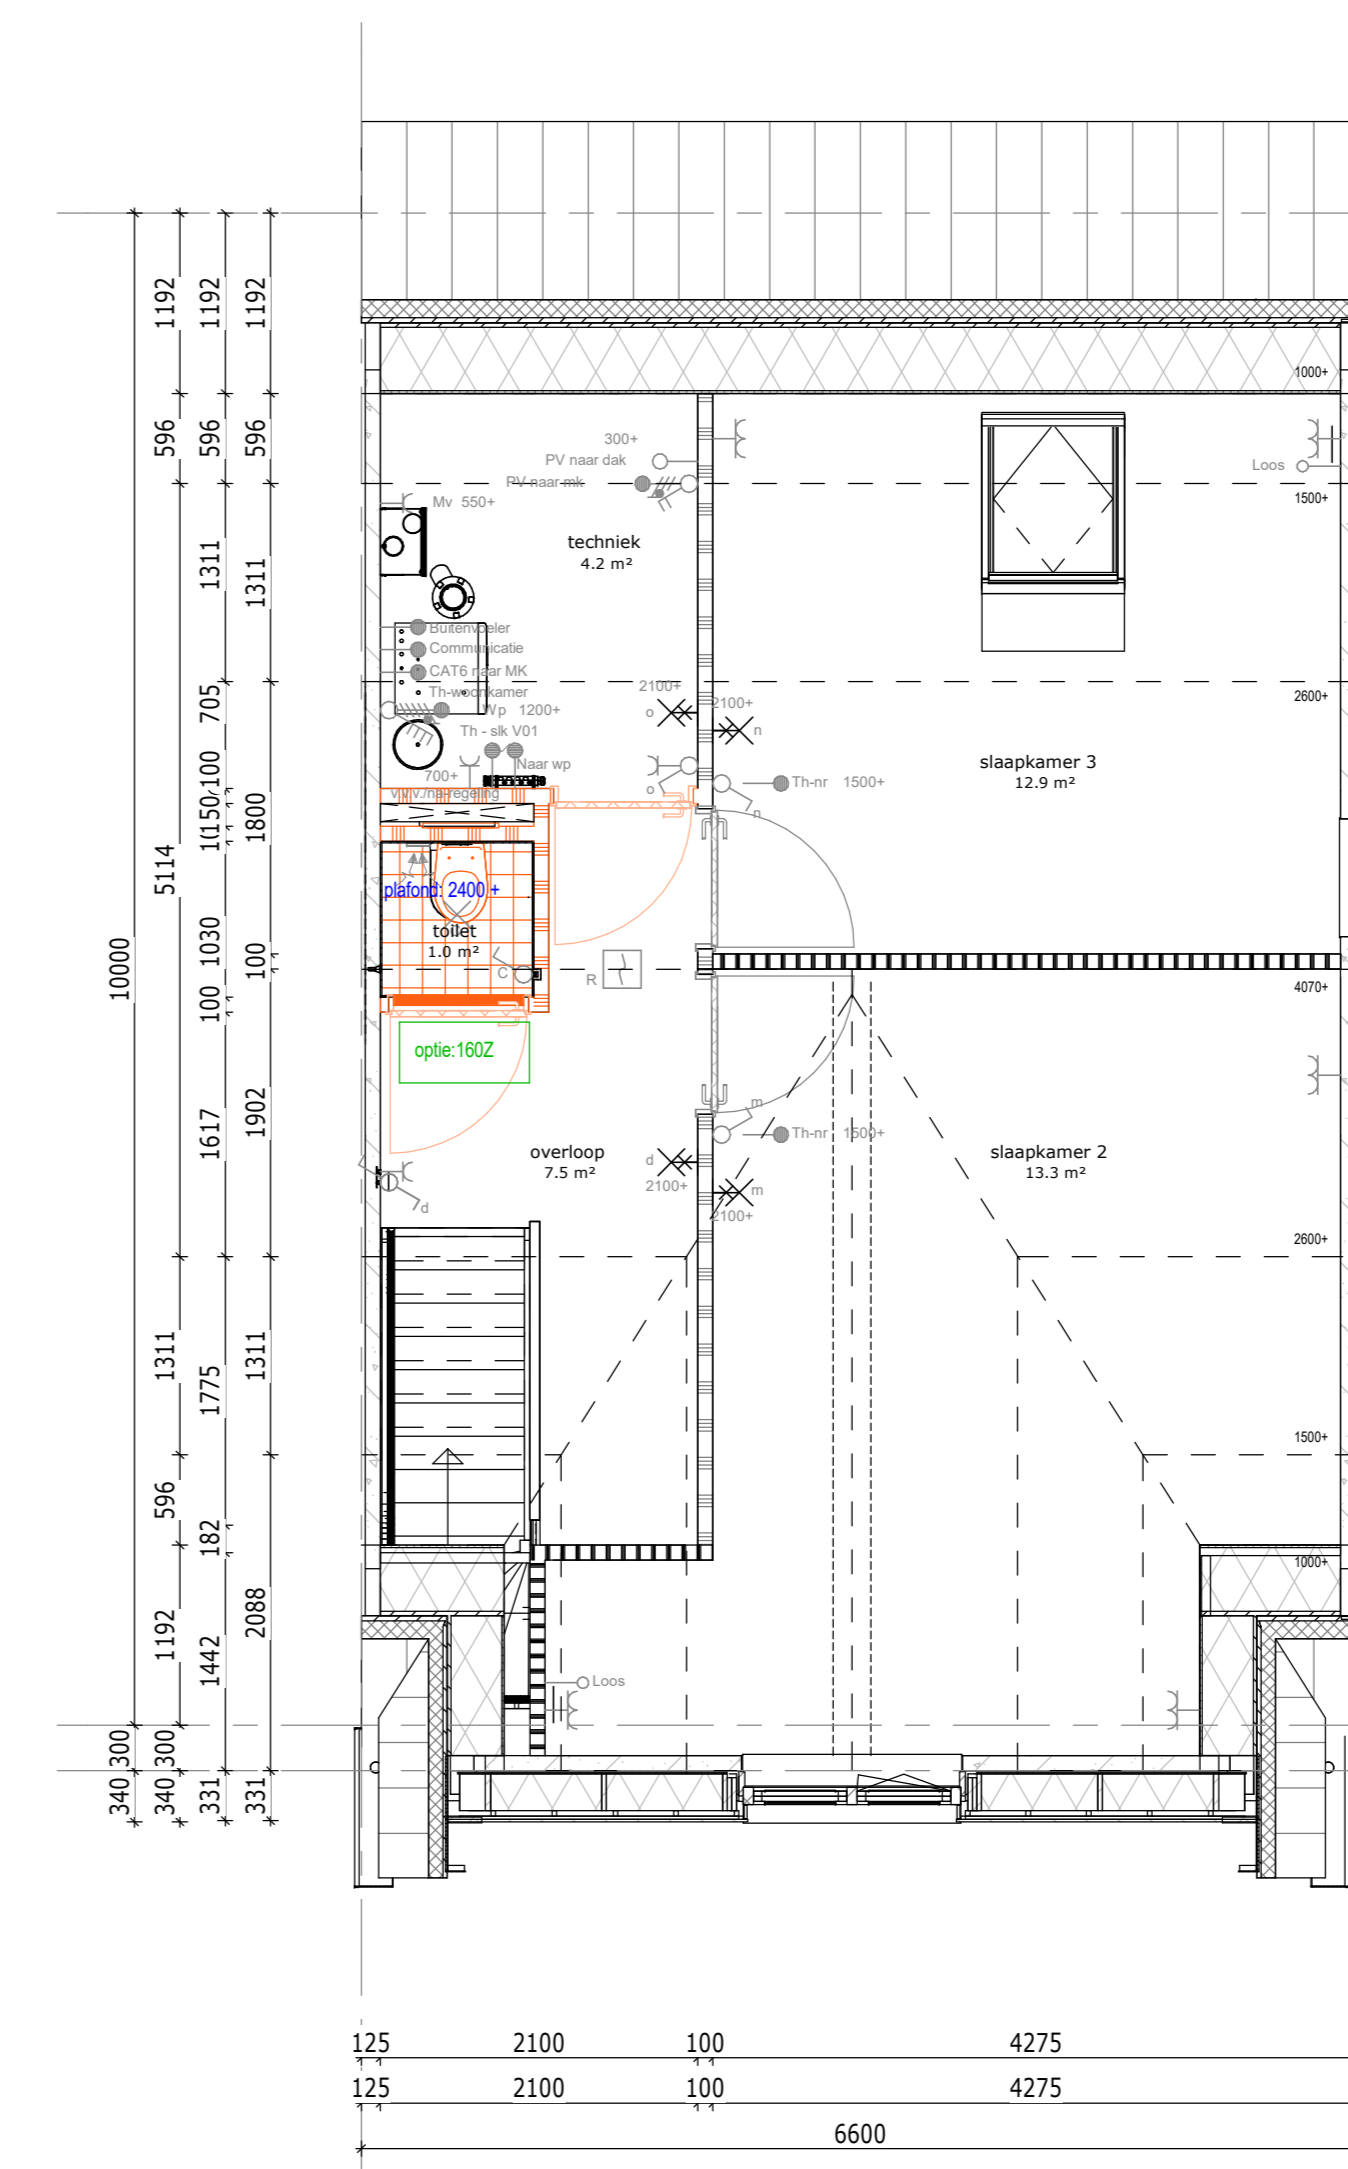 1192
1192
1192
1000+
596
596
596
300+
PV naar dak
Loos
PV naar mk
Mv 550+
1500+
techniek
4.2 m²
1311
1311
Buitenvoeler
Communicatie
CAT6 naar MK
Th-woonkamer
2100+
2600+
705
o
2100+
Wp 1200+
n
Th - slk V01
slaapkamer 3
12.9 m²
Naar wp
700+
100
Th-nr 1500+
o
v.v.v./na-regeling
n
150
1800
5114
plafond: 2400 +
toilet
1.0 m²
1030
100
10000
C
R
4070+
100
optie:160Z
1902
1617
m
Th-nr 1500+
overloop
7.5 m²
slaapkamer 2
13.3 m²
d
2100+
m
d
2100+
2600+
1311
1775
1311
1500+
596
182
1000+
1192
1442
2088
Loos
300
300
340
340
331
331
125 2100 100 4275
125 2100 100 4275
6600